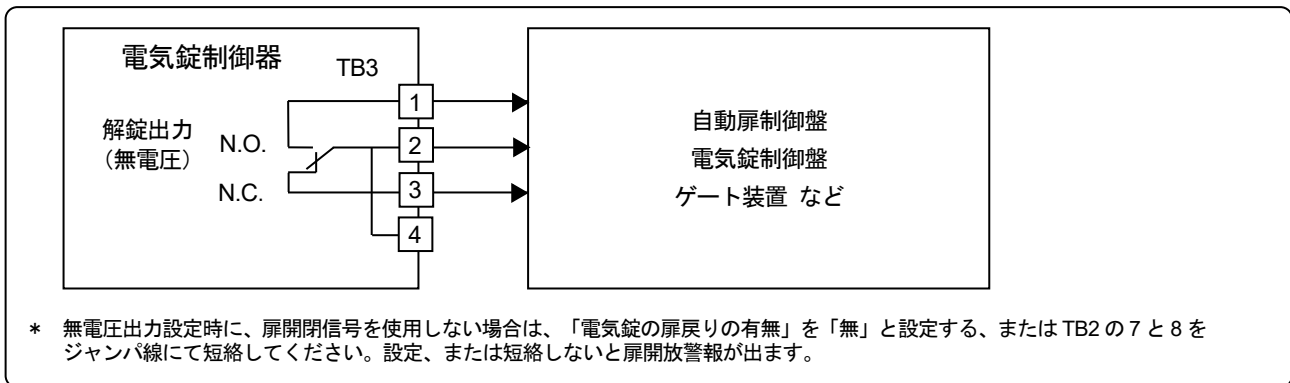 電気錠制御器
TB3
解錠出力
(無電圧)
N.O.
N.C.
1
2
3
4
自動扉制御盤
電気錠制御盤
ゲート装置 など
* 無電圧出力設定時に、扉開閉信号を使用しない場合は、「電気錠の扉戻りの有無」を「無」と設定する、または TB2 の 7 と 8 を
ジャンパ線にて短絡してください。設定、または短絡しないと扉開放警報が出ます。